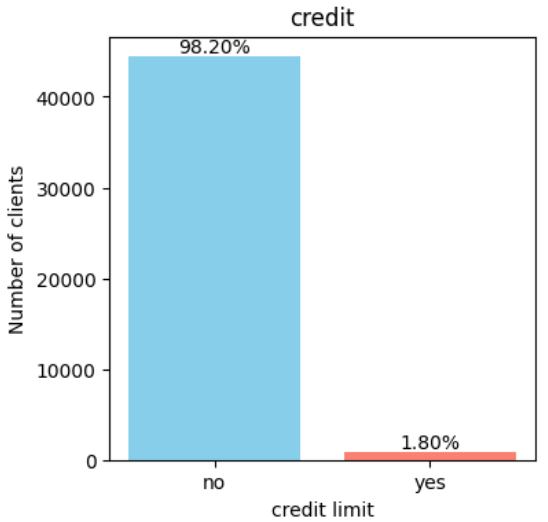 credit
98.20%
40000
30000
Number of clients
20000
10000
1.80%
0
no yes
credit limit